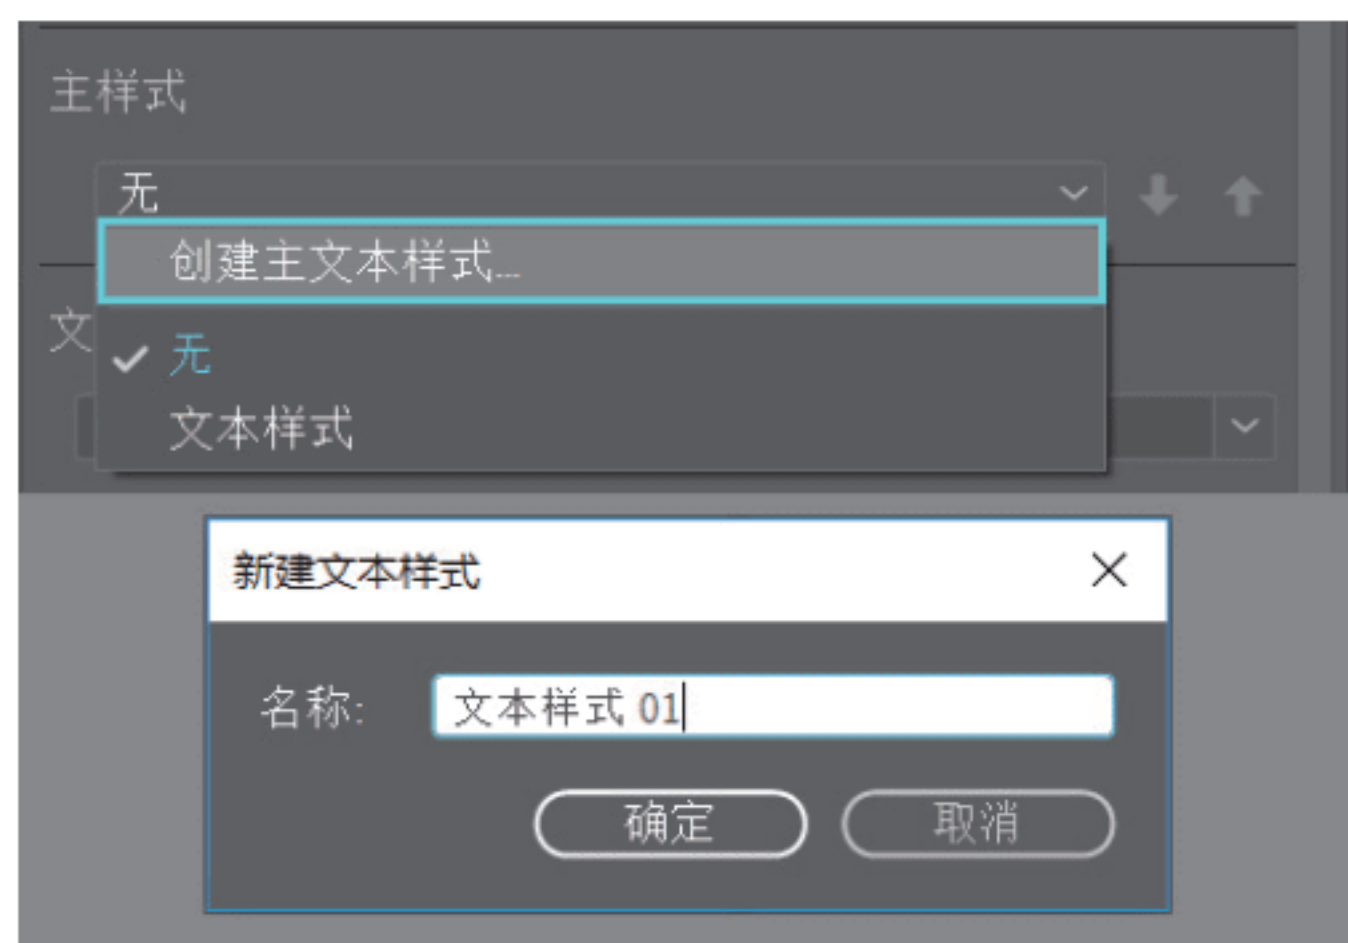 主样式
无
创建主文本样式...
文
无
文本样式
新建文本样式
名称: 文本样式 01
确定 取消